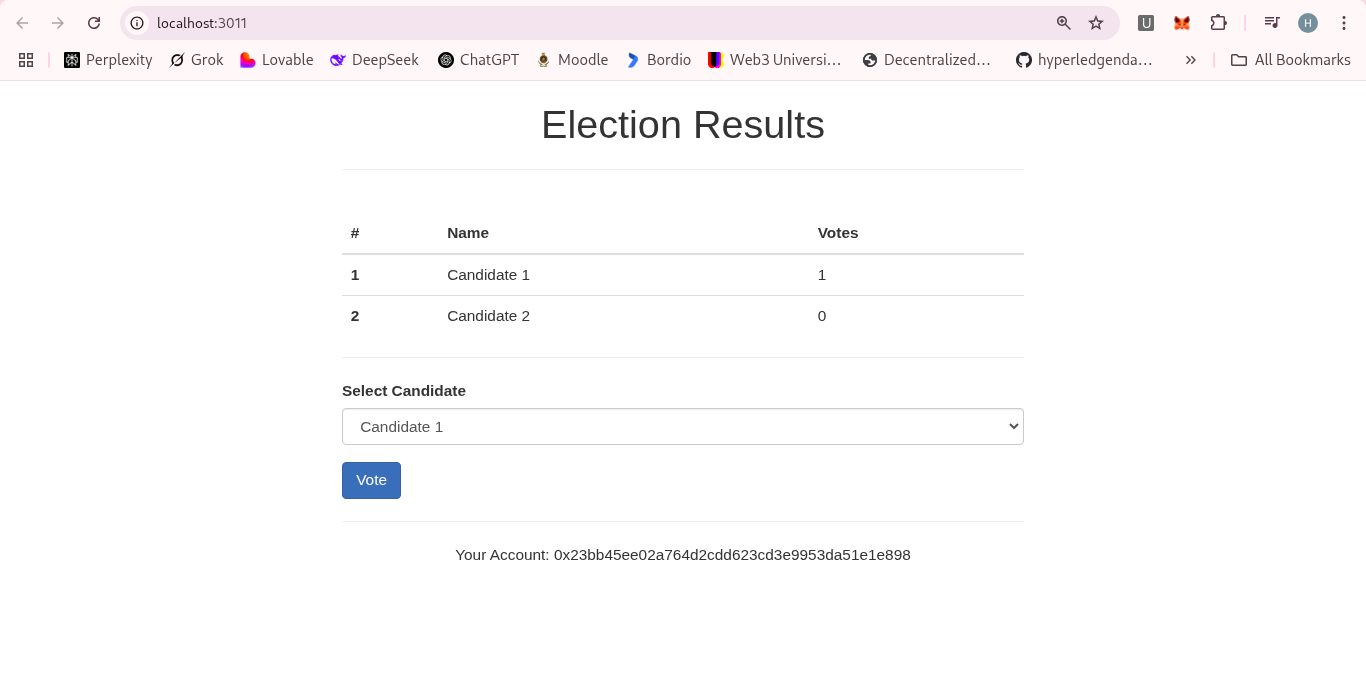 localhost:3011
U
H
Perplexity Grok Lovable DeepSeek ChatGPT Moodle Bordio Web3 Universi... Decentralized... hyperledgenda... » All Bookmarks
Election Results
# Name Votes
1 Candidate 1 1
2 Candidate 2 0
Select Candidate
Candidate 1
Vote
Your Account: 0x23bb45ee02a764d2cdd623cd3e9953da51e1e898